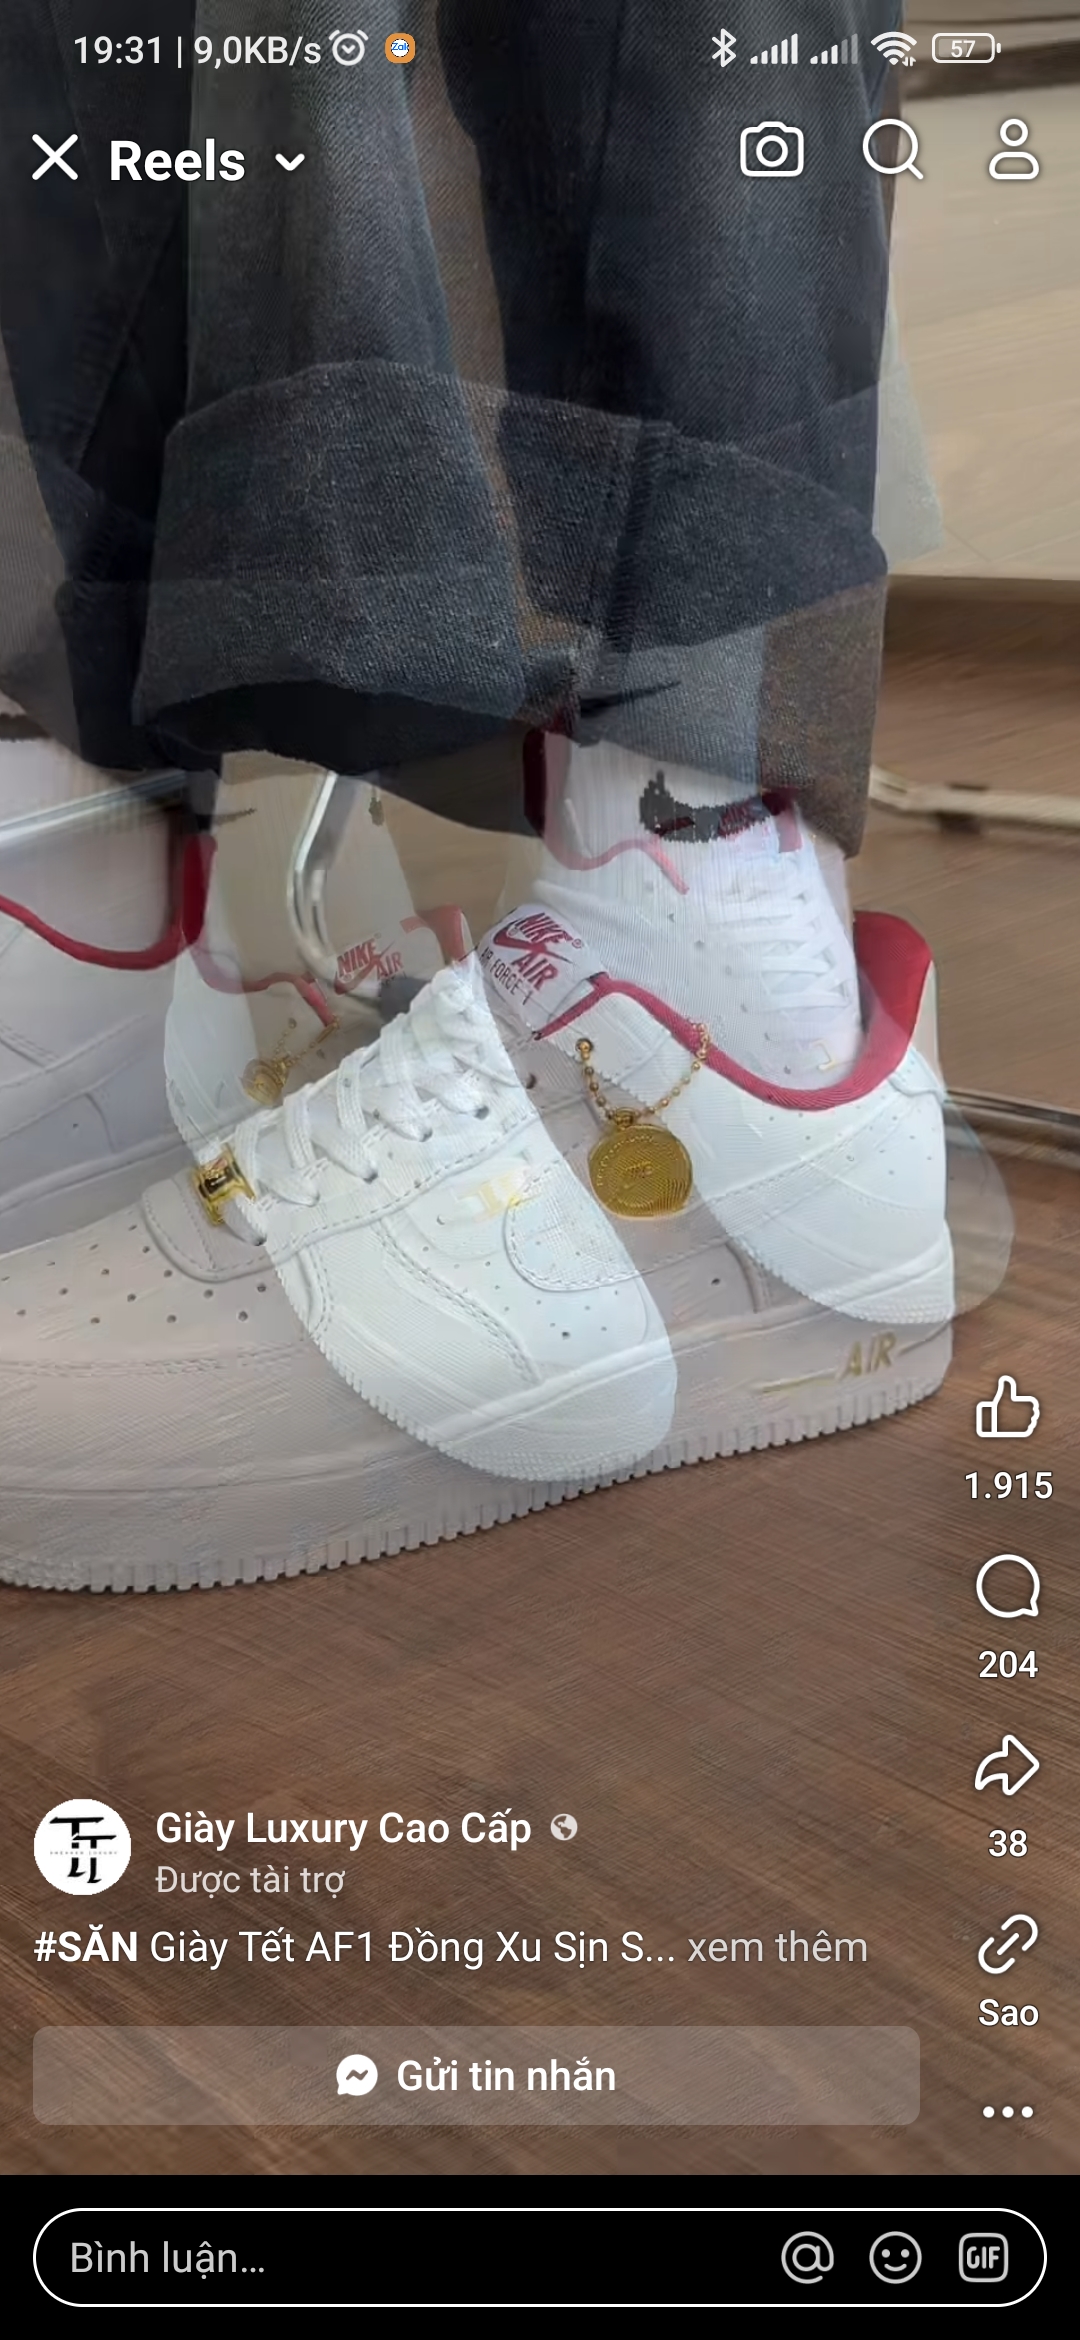 19:31 | 9,0KB/s
Zalo
57
Reels
NIKE
AIR
NIKE
AIR
AIR FORCE-1
AIR
1.915
204
38
Giày Luxury Cao Cấp
Được tài trợ
#SĂN Giày Tết AF1 Đồng Xu Sịn S... xem thêm
Sao
Gửi tin nhắn
Bình luận...
GIF